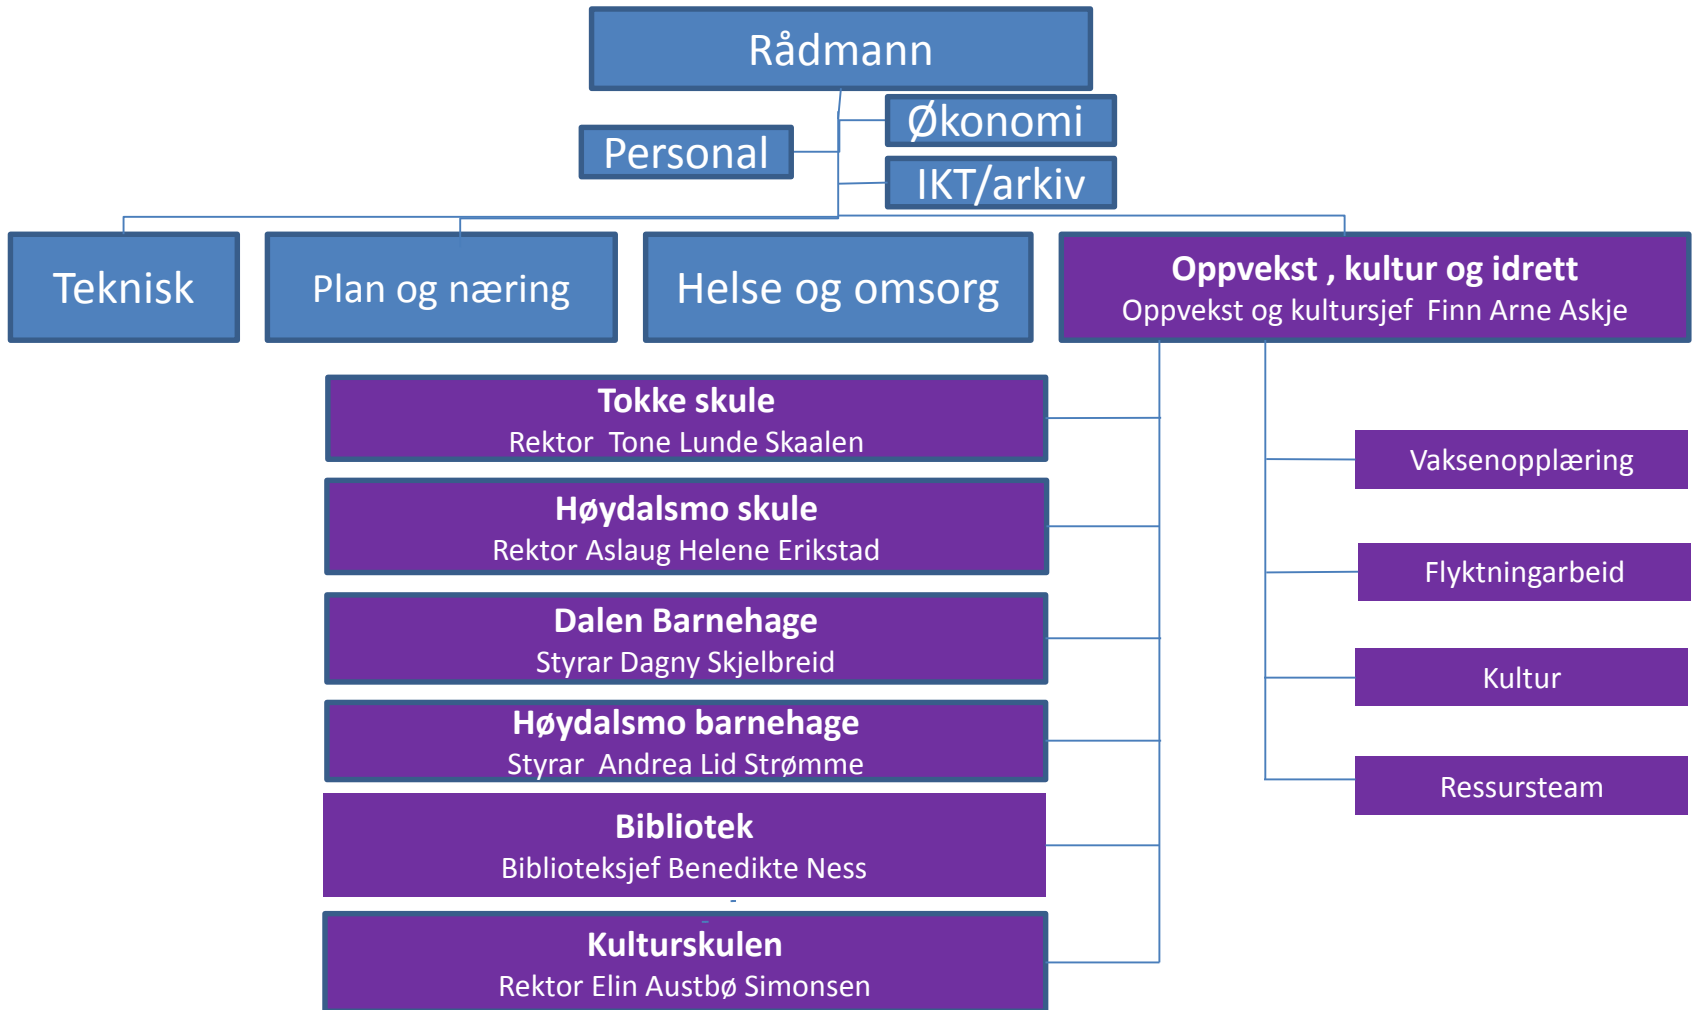 Rådmann
Økonomi
Personal
IKT/arkiv
Teknisk
Plan og næring
Helse og omsorg
Oppvekst , kultur og idrett
Oppvekst og kultursjef  Finn Arne Askje
Tokke skule
Rektor  Tone Lunde Skaalen
Høydalsmo skule
Rektor Aslaug Helene Erikstad
Dalen Barnehage
Styrar Dagny Skjelbreid
Høydalsmo barnehage
Styrar  Andrea Lid Strømme
Bibliotek
Biblioteksjef Benedikte Ness
Kulturskulen
Rektor Elin Austbø Simonsen
Vaksenopplæring
Flyktningarbeid
Kultur
Ressursteam